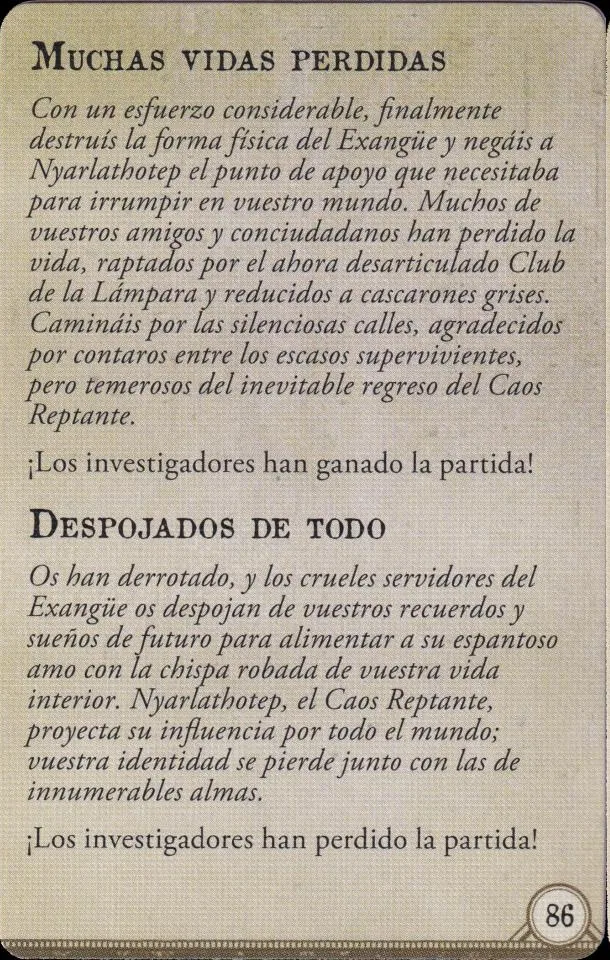 Muchas vidas perdidas
Con un esfuerzo considerable, finalmente
destruís la forma física del Exangüe y negáis a
Nyarlathotep el punto de apoyo que necesitaba
para irrumpir en vuestro mundo. Muchos de
vuestros amigos y conciudadanos han perdido la
vida, raptados por el ahora desarticulado Club
de la Lámpara y reducidos a cascarones grises.
Camináis por las silenciosas calles, agradecidos
por contaros entre los escasos supervivientes,
pero temerosos del inevitable regreso del Caos
Reptante.
¡Los investigadores han ganado la partida!
Despojados de todo
Os han derrotado, y los crueles servidores del
Exangüe os despojan de vuestros recuerdos y
sueños de futuro para alimentar a su espantoso
amo con la chispa robada de vuestra vida
interior. Nyarlathotep, el Caos Reptante,
proyecta su influencia por todo el mundo;
vuestra identidad se pierde junto con las de
innumerables almas.
¡Los investigadores han perdido la partida!
86